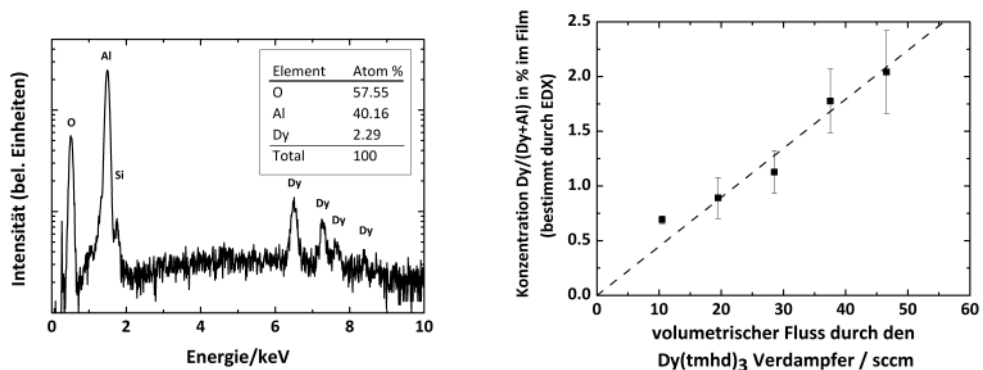 Intensität (bel. Einheiten)
O
Al
Si
Dy
Dy
Dy
Dy
Element Atom %
O 57.55
Al 40.16
Dy 2.29
Total 100
0 2 4 6 8 10
Energie/keV
Konzentration Dy/(Dy+Al) in % im Film
(bestimmt durch EDX)
2.5
2.0
1.5
1.0
0.5
0.0
0 10 20 30 40 50 60
volumetrischer Fluss durch den
Dy(tmhd)3 Verdampfer / sccm